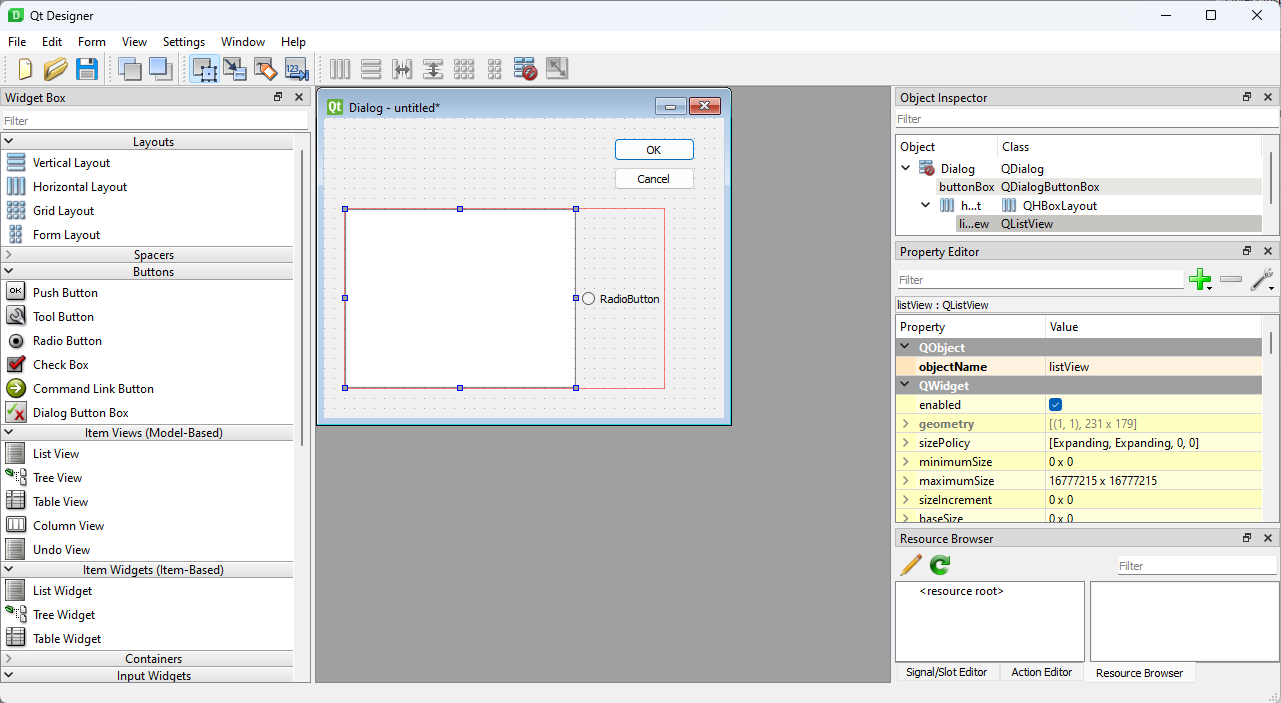 Qt Designer
File Edit Form View Settings Window Help
123
Widget Box
Filter
Layouts
Vertical Layout
Horizontal Layout
Grid Layout
Form Layout
Spacers
Buttons
OK Push Button
Tool Button
Radio Button
Check Box
Command Link Button
Dialog Button Box
Item Views (Model-Based)
List View
Tree View
Table View
Column View
Undo View
Item Widgets (Item-Based)
List Widget
Tree Widget
Table Widget
Containers
Input Widgets
Qt Dialog - untitled*
OK
Cancel
RadioButton
Object Inspector
Filter
Object Class
Dialog QDialog
buttonBox QDialogButtonBox
h...t QHBoxLayout
li...ew QListView
Property Editor
Filter
listView : QListView
Property Value
QObject
objectName listView
QWidget
enabled
geometry [(1, 1), 231 x 179]
sizePolicy [Expanding, Expanding, 0, 0]
minimumSize 0 x 0
maximumSize 16777215 x 16777215
sizeIncrement 0 x 0
baseSize 0 x 0
Resource Browser
Filter
<resource root>
Signal/Slot Editor Action Editor Resource Browser